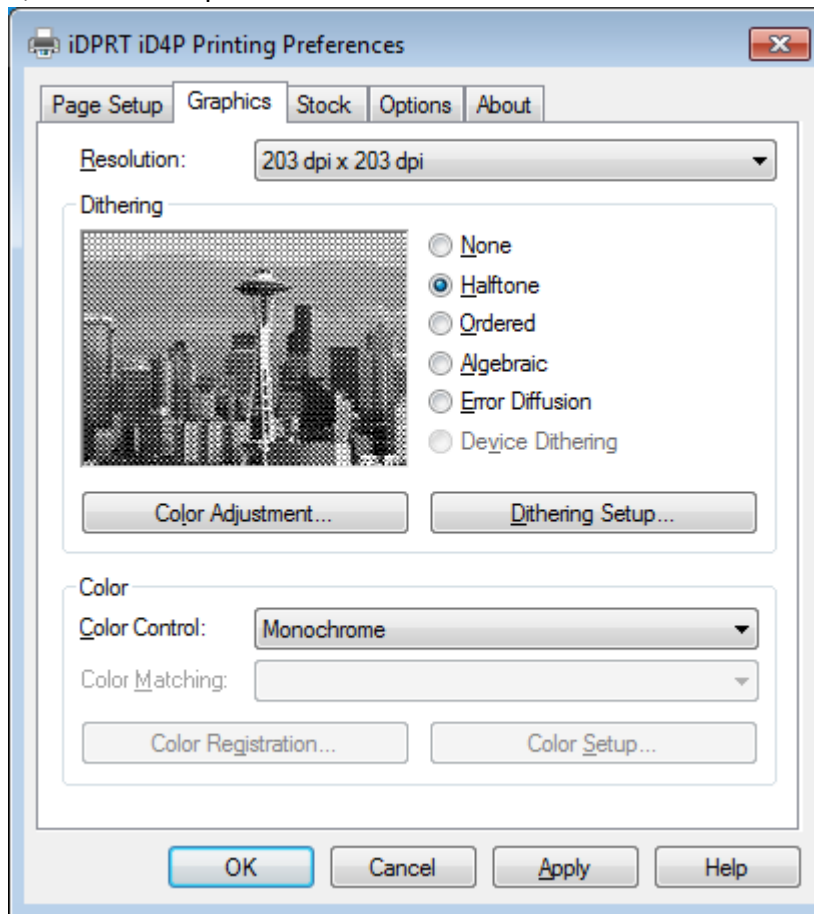 iDPRT iD4P Printing Preferences
Page Setup Graphics Stock Options About
Resolution: 203 dpi x 203 dpi
Dithering
None
Halftone
Ordered
Algebraic
Error Diffusion
Device Dithering
Color Adjustment... Dithering Setup...
Color
Color Control: Monochrome
Color Matching:
Color Registration... Color Setup...
OK Cancel Apply Help